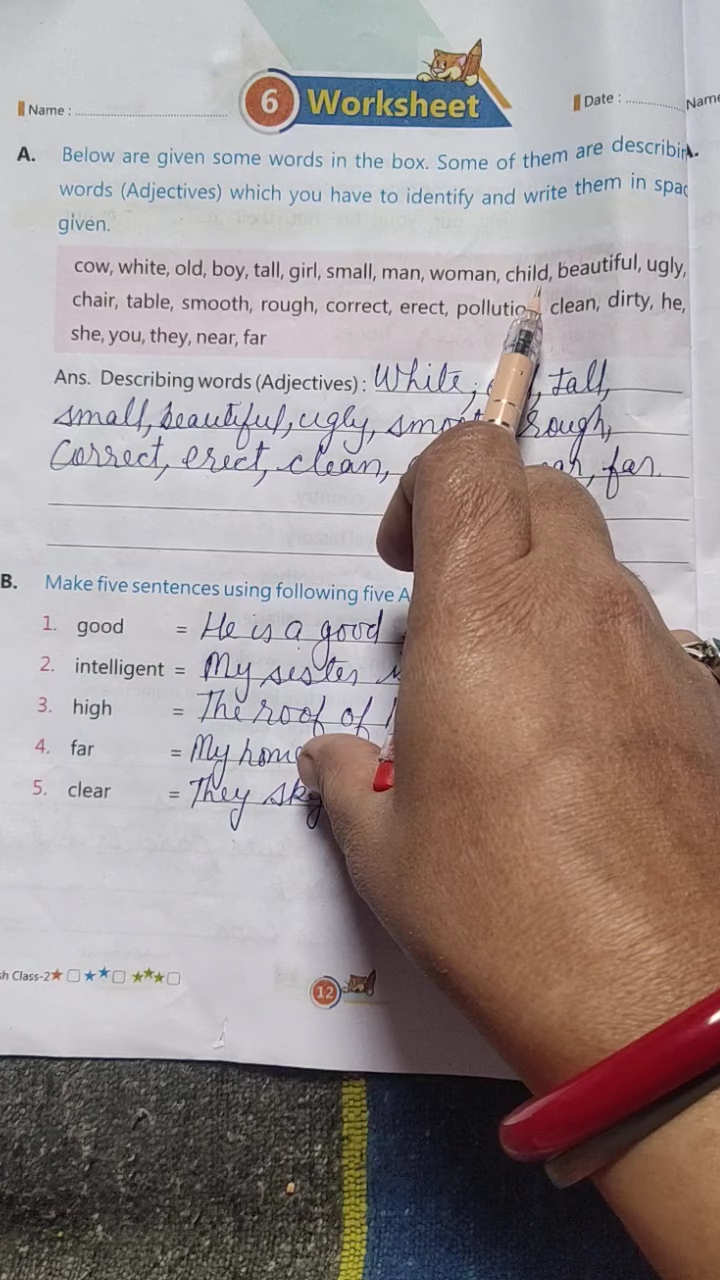 6 Worksheet
Name :
Date :
Name
A. Below are given some words in the box. Some of them are describin
words (Adjectives) which you have to identify and write them in spac
given.
cow, white, old, boy, tall, girl, small, man, woman, child, beautiful, ugly,
chair, table, smooth, rough, correct, erect, pollution, clean, dirty, he,
she, you, they, near, far
Ans. Describing words (Adjectives) : White, tall,
small, beautiful, ugly, rough,
Correct, erect, clean, far.
B. Make five sentences using following five A
1. good = He is a good
2. intelligent = My sister
3. high = The roof of
4. far = My home
5. clear = They sky
sh Class-2
12